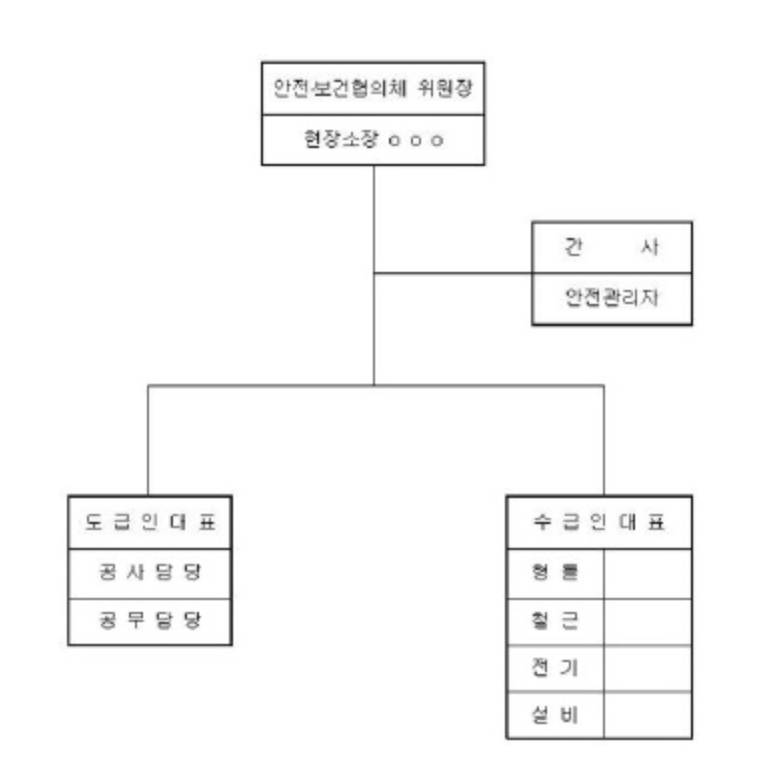 안전·보건협의체 위원장
현장소장 ㅇ ㅇ ㅇ
간 사
안전관리자
도 급 인 대 표
공 사 담 당
공 무 담 당
수 급 인 대 표
형 틀
철 근
전 기
설 비